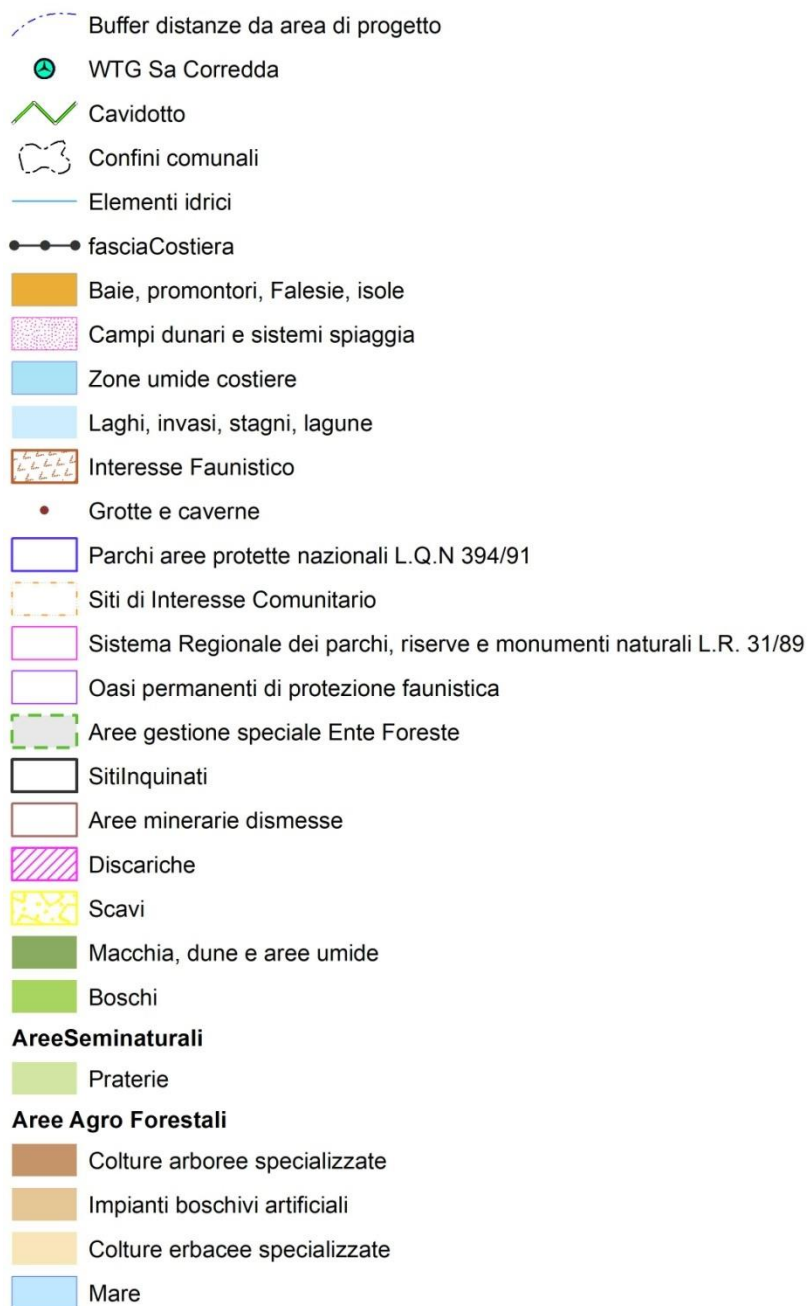 Buffer distanze da area di progetto
WTG Sa Corredda
Cavidotto
Confini comunali
Elementi idrici
fasciaCostiera
Baie, promontori, Falesie, isole
Campi dunari e sistemi spiaggia
Zone umide costiere
Laghi, invasi, stagni, lagune
Interesse Faunistico
Grotte e caverne
Parchi aree protette nazionali L.Q.N 394/91
Siti di Interesse Comunitario
Sistema Regionale dei parchi, riserve e monumenti naturali L.R. 31/89
Oasi permanenti di protezione faunistica
Aree gestione speciale Ente Foreste
SitiInquinati
Aree minerarie dismesse
Discariche
Scavi
Macchia, dune e aree umide
Boschi
AreeSeminaturali
Praterie
Aree Agro Forestali
Colture arboree specializzate
Impianti boschivi artificiali
Colture erbacee specializzate
Mare